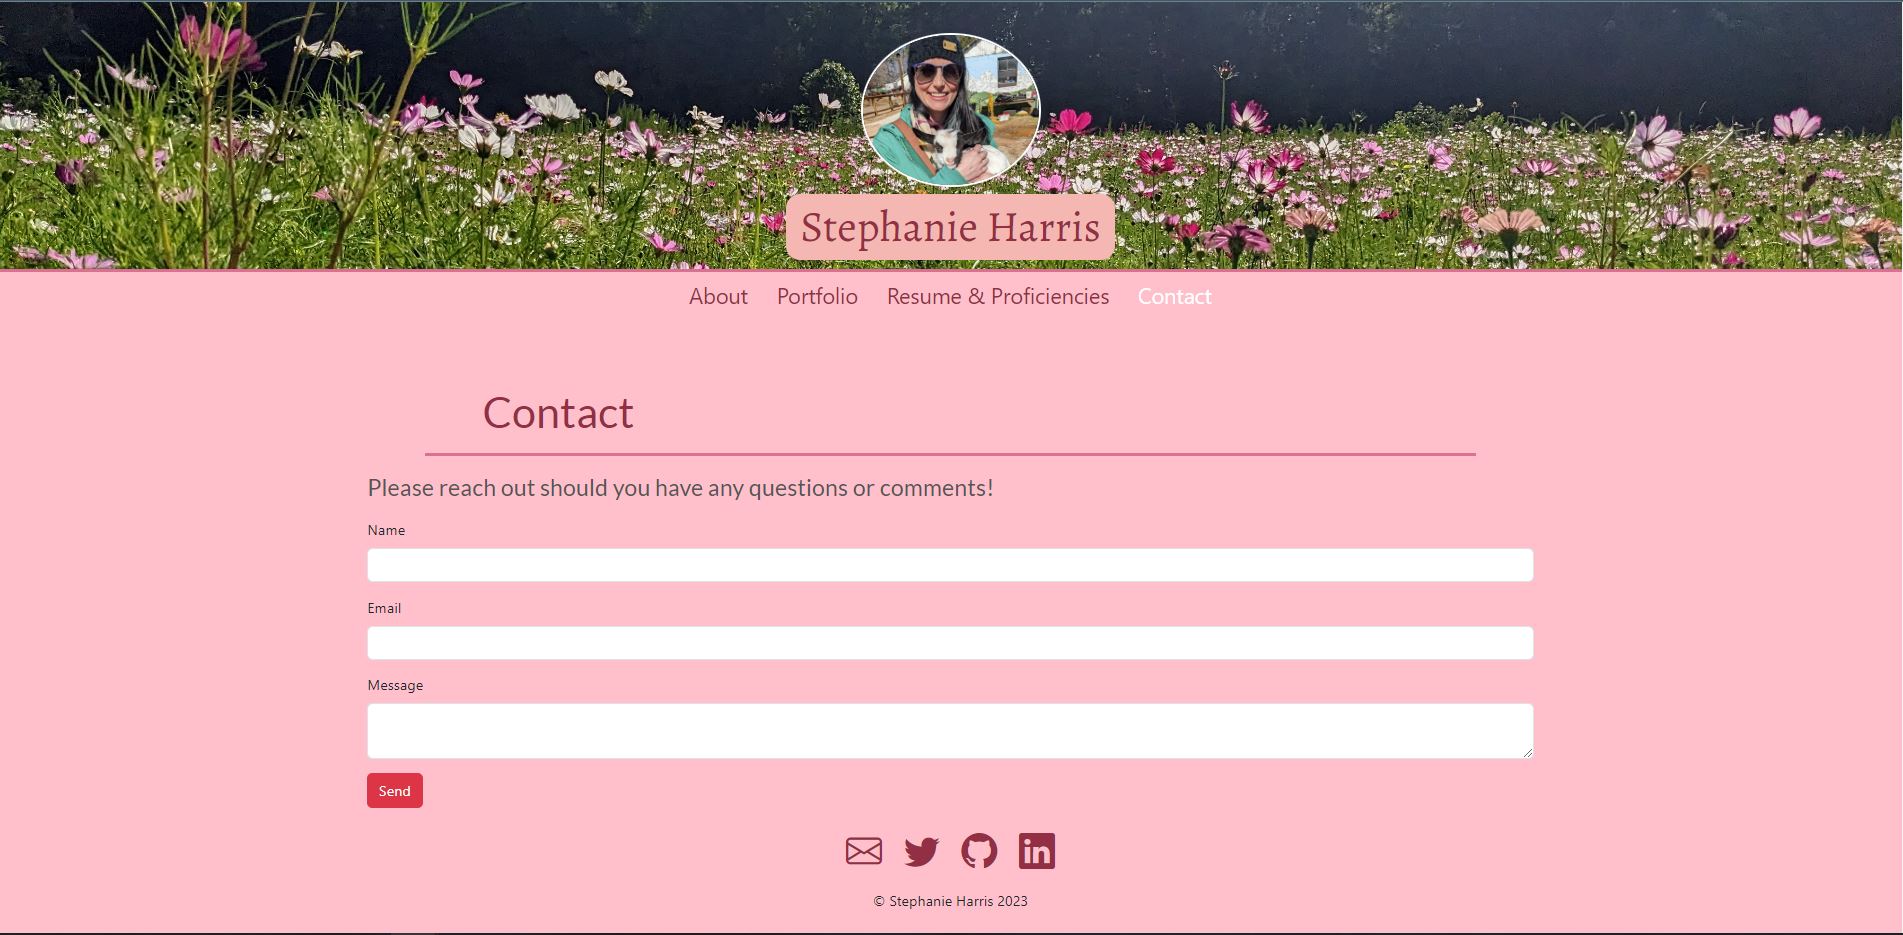 Stephanie Harris
About Portfolio Resume & Proficiencies Contact
Contact
Please reach out should you have any questions or comments!
Name
Email
Message
Send
in
© Stephanie Harris 2023